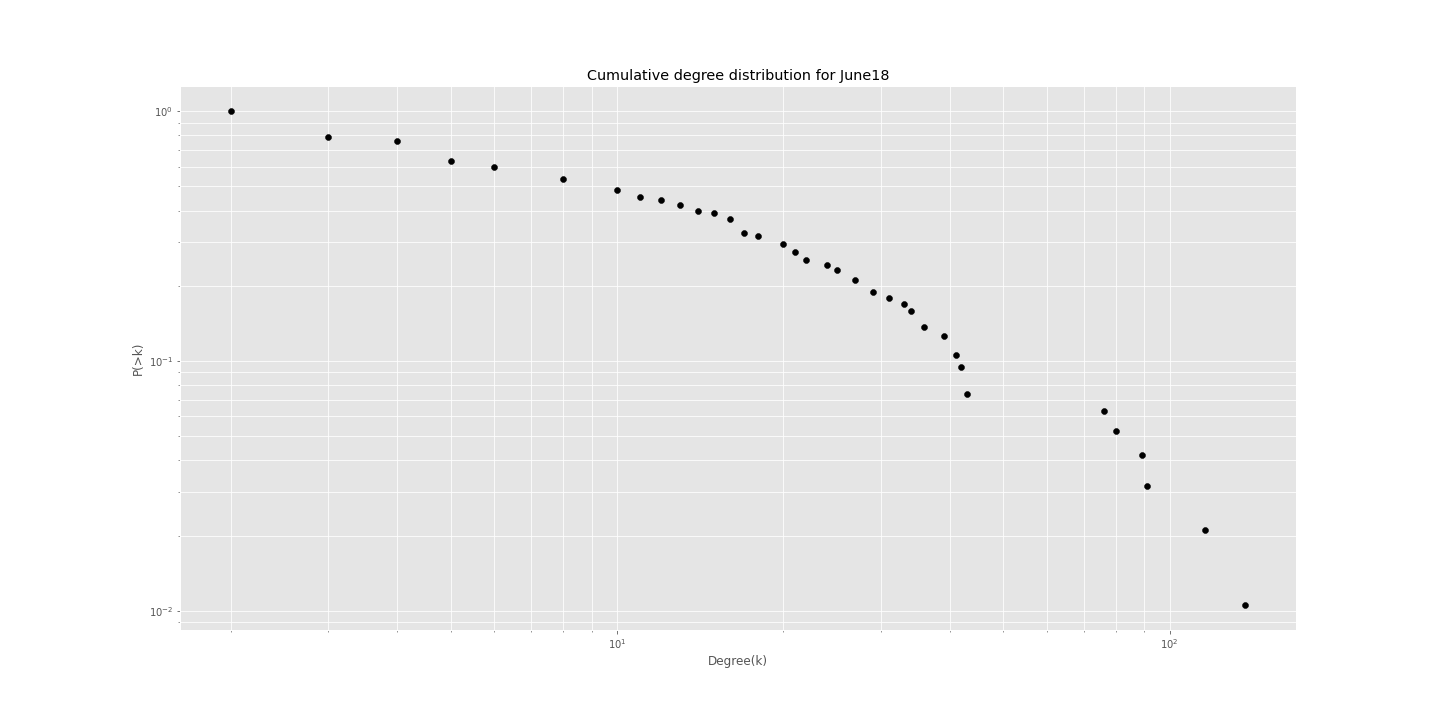 Cumulative degree distribution for June18
10⁰
10⁻¹
10⁻²
P(>k)
10¹
10²
Degree(k)